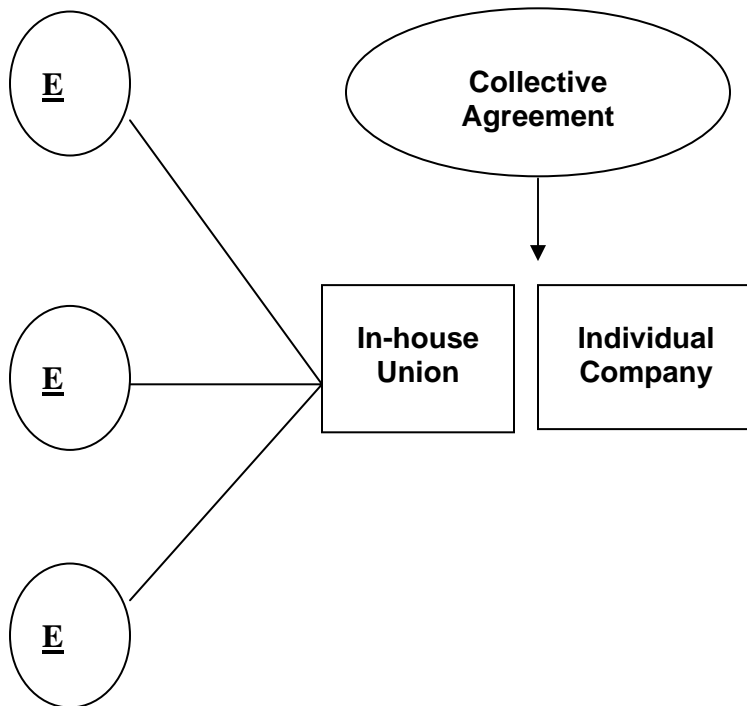 E
Collective
Agreement
E
In-house
Union
Individual
Company
E